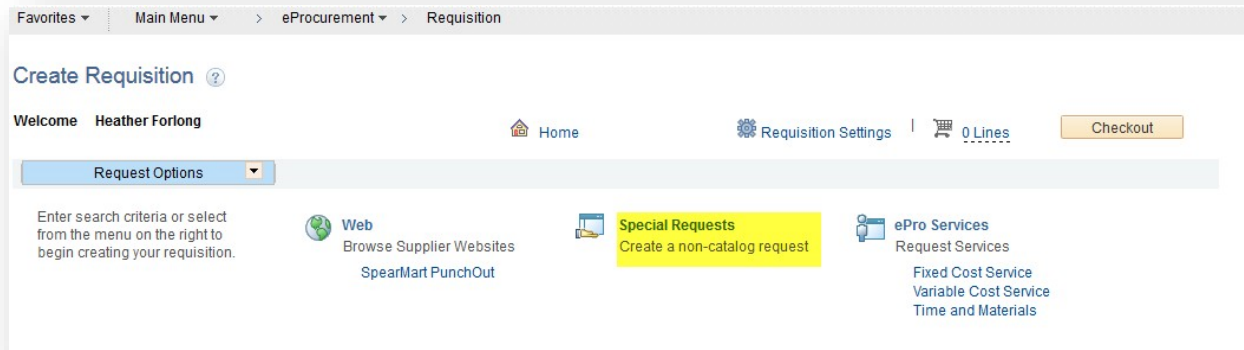 Favorites Main Menu > eProcurement > Requisition
Create Requisition ?
Welcome Heather Forlong Home Requisition Settings | 0 Lines Checkout
Request Options
Enter search criteria or select
from the menu on the right to
begin creating your requisition.
Web
Browse Supplier Websites
SpearMart PunchOut
Special Requests
Create a non-catalog request
ePro Services
Request Services
Fixed Cost Service
Variable Cost Service
Time and Materials